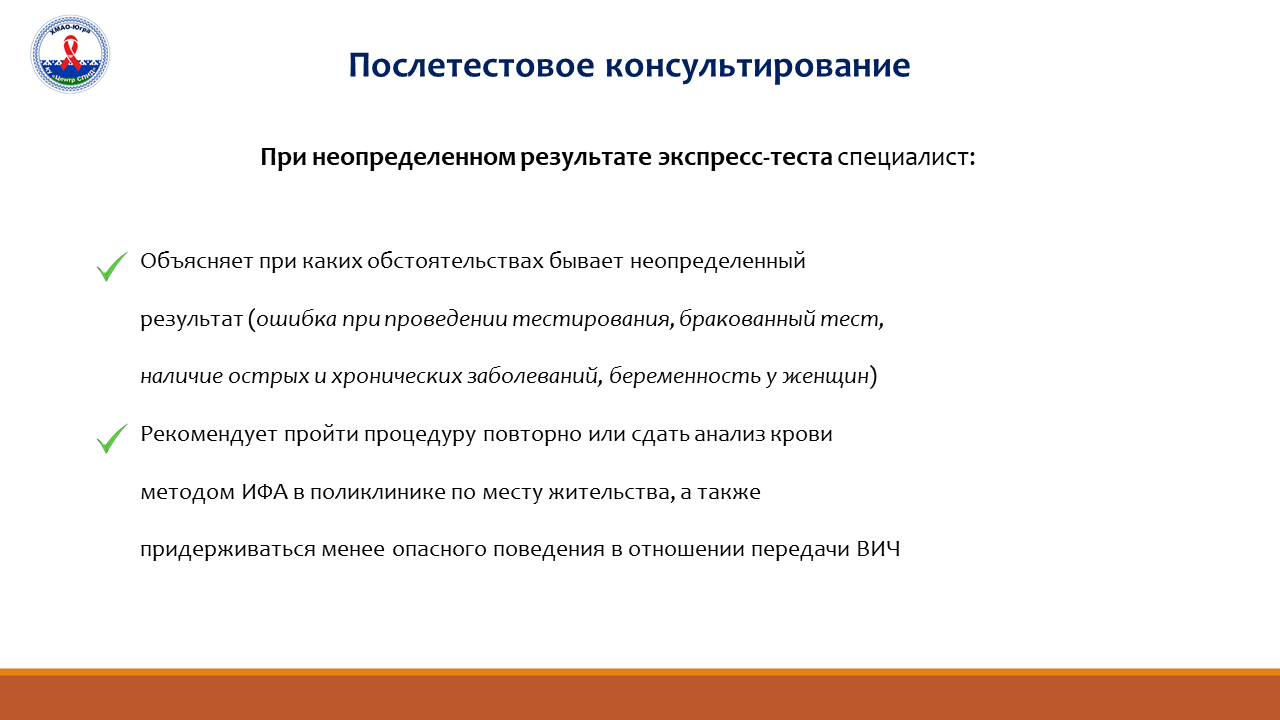 ХМАО-Югра
КУ «Центр СПИД»
Послетестовое консультирование
При неопределенном результате экспресс-теста специалист:
Объясняет при каких обстоятельствах бывает неопределенный
результат (ошибка при проведении тестирования, бракованный тест,
наличие острых и хронических заболеваний, беременность у женщин)
Рекомендует пройти процедуру повторно или сдать анализ крови
методом ИФА в поликлинике по месту жительства, а также
придерживаться менее опасного поведения в отношении передачи ВИЧ